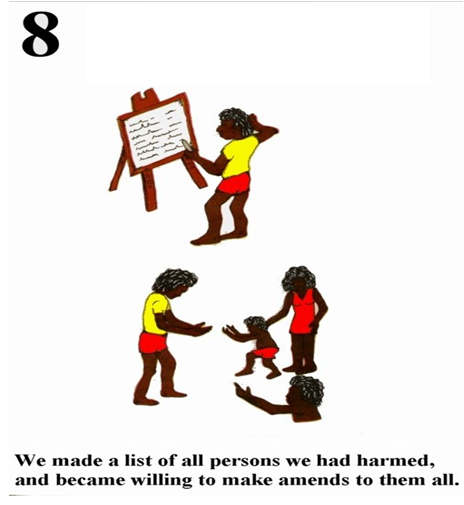 8
We made a list of all persons we had harmed,
and became willing to make amends to them all.